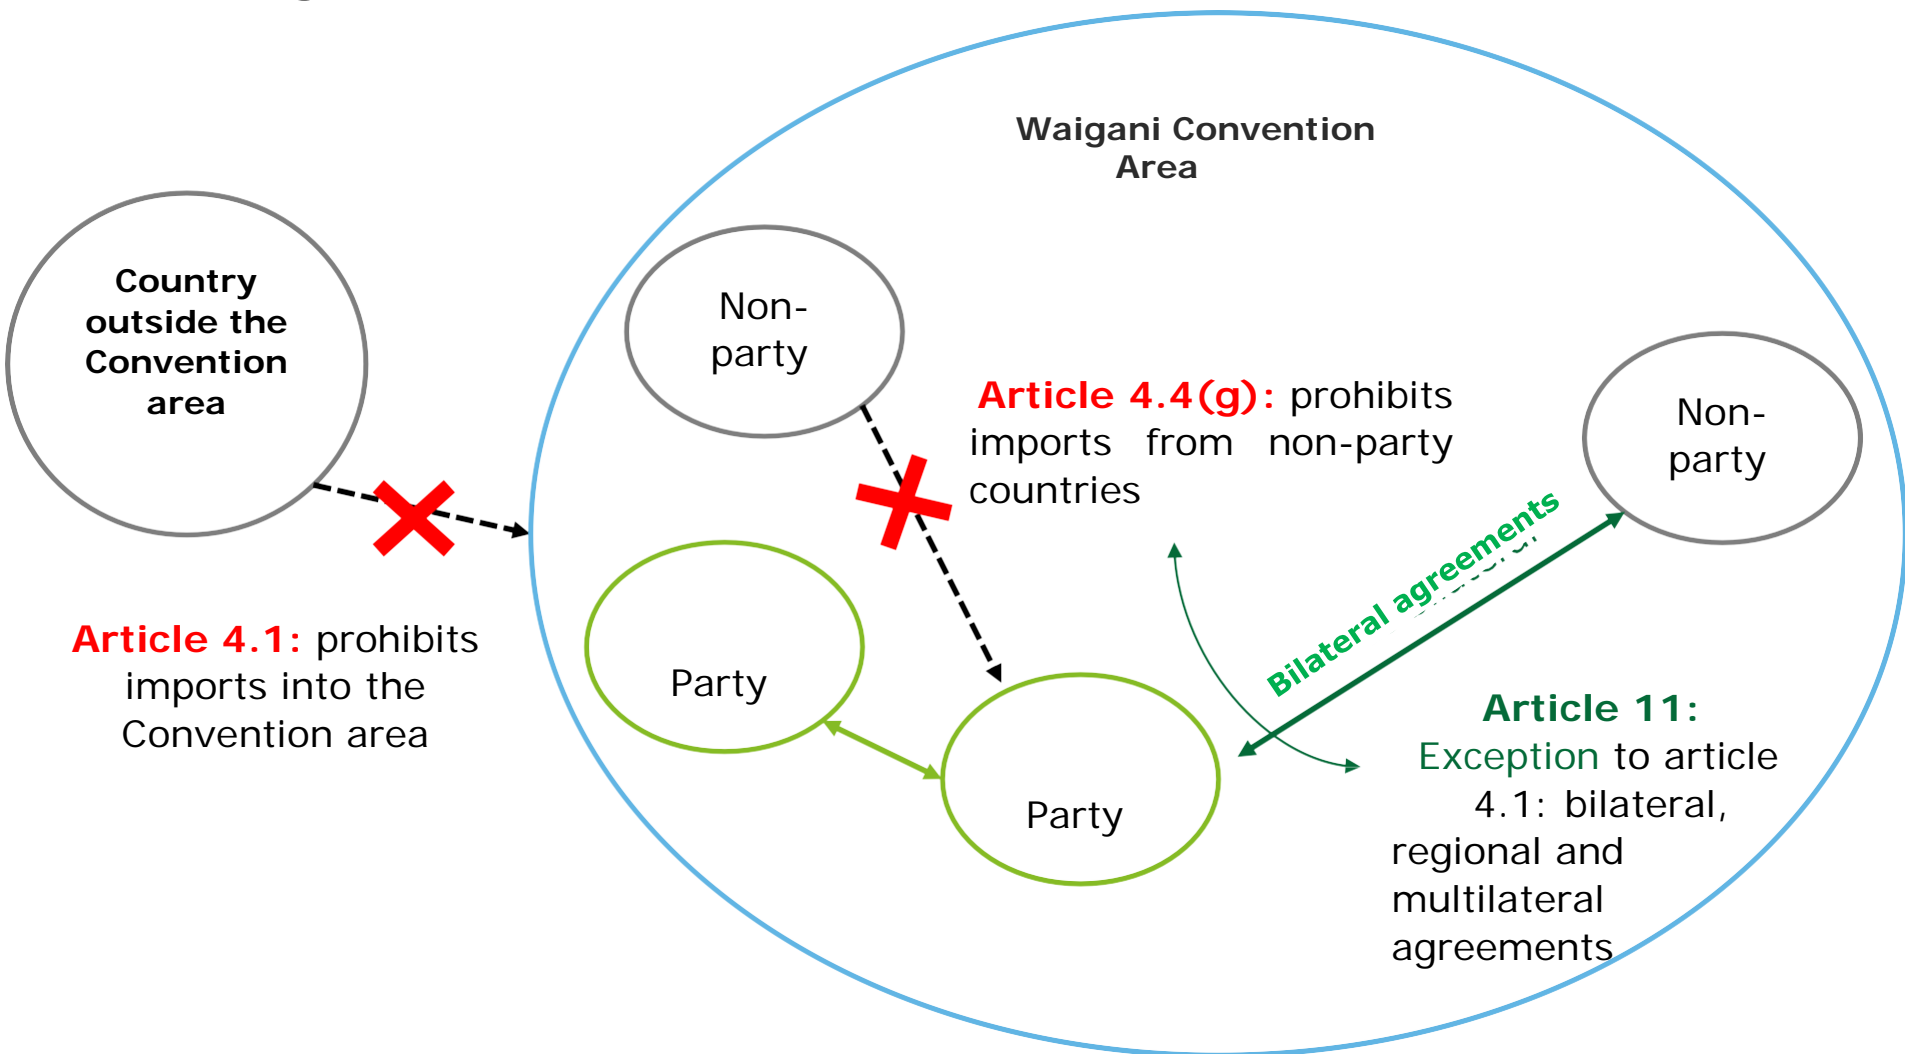 Waigani Convention
Area
Country
outside the
Convention
area
Non-
party
Article 4.4(g): prohibits
imports from non-party
countries
Non-
party
Bilateral agreements
Article 4.1: prohibits
imports into the
Convention area
Party
Party
Article 11:
Exception to article
4.1: bilateral,
regional and
multilateral
agreements